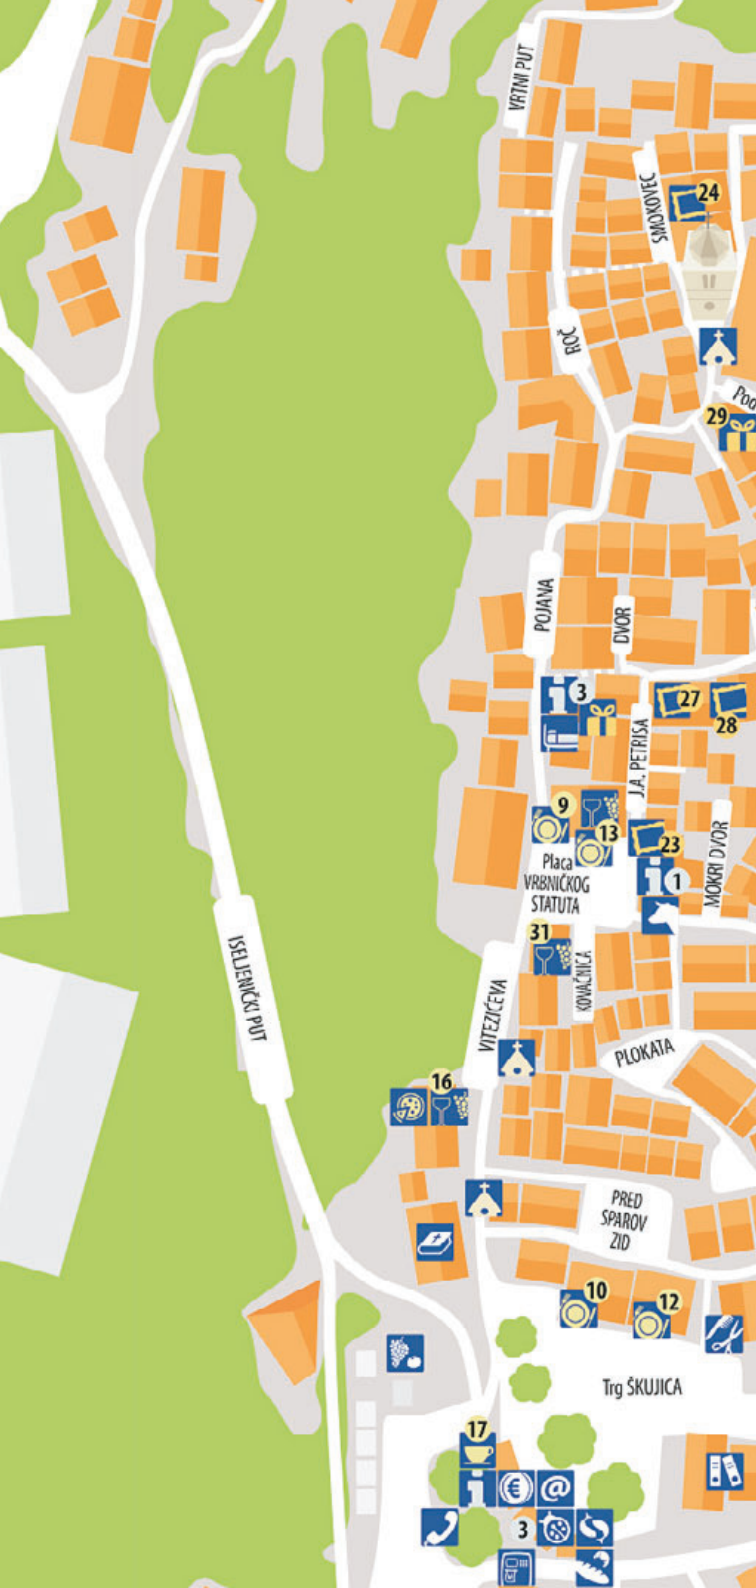 VRTNI PUT
SMOKOVEC
24
ROČ
Pod
29
POJANA
DVOR
3
27
28
J.A. PETRISA
9
13
23
Placa
VRBNIČKOG
STATUTA
1
MOKRI DVOR
31
KOVAČNICA
ISELJENIČKI PUT
VITEZIĆEVA
PLOKATA
16
PRED
SPAROV
ZID
10
12
Trg ŠKUJICA
17
€
@
3